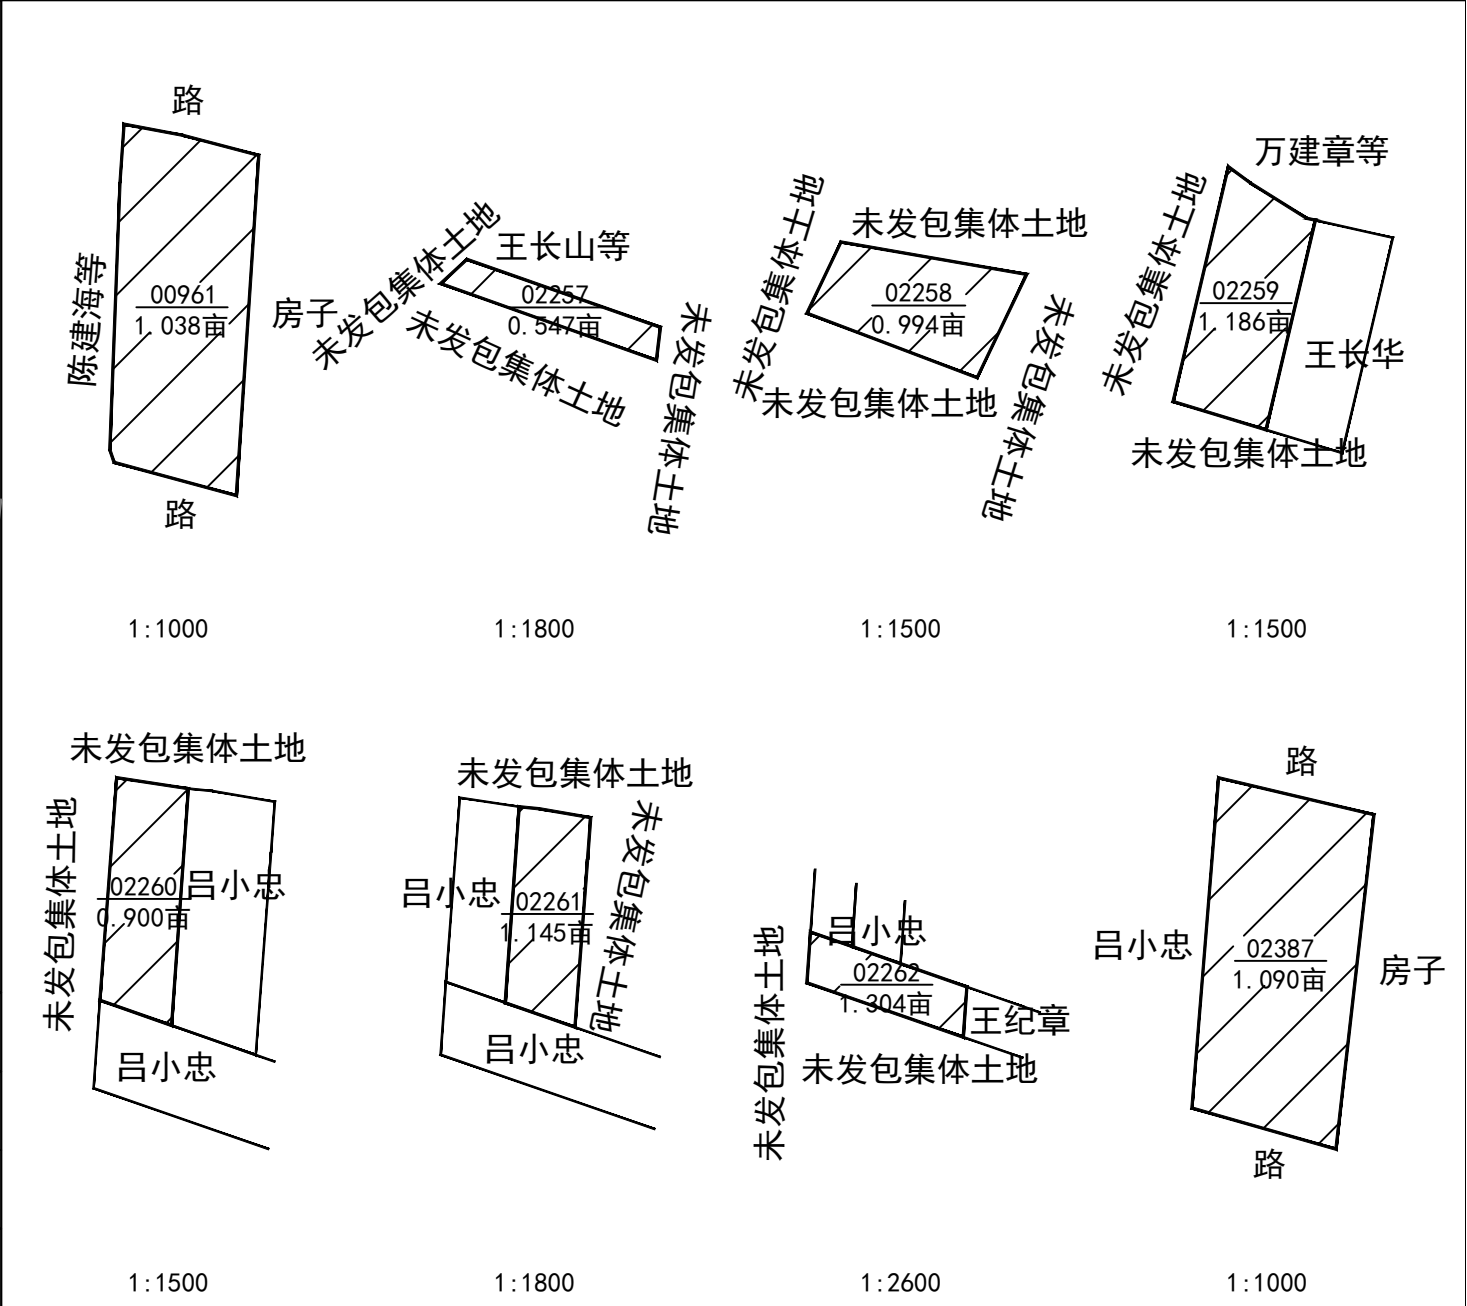 路
陈建海等
00961
1.038亩
房子
路
1:1000
未发包集体土地
王长山等
02257
0.547亩
未发包集体土地
未发包集体土地
1:1800
未发包集体土地
未发包集体土地
02258
0.994亩
未发包集体土地
未发包集体土地
1:1500
万建章等
未发包集体土地
02259
1.186亩
王长华
未发包集体土地
1:1500
未发包集体土地
未发包集体土地
02260
0.900亩
吕小忠
吕小忠
1:1500
未发包集体土地
吕小忠
02261
1.145亩
未发包集体土地
吕小忠
1:1800
吕小忠
未发包集体土地
02262
1.304亩
王纪章
未发包集体土地
1:2600
路
吕小忠
02387
1.090亩
房子
路
1:1000